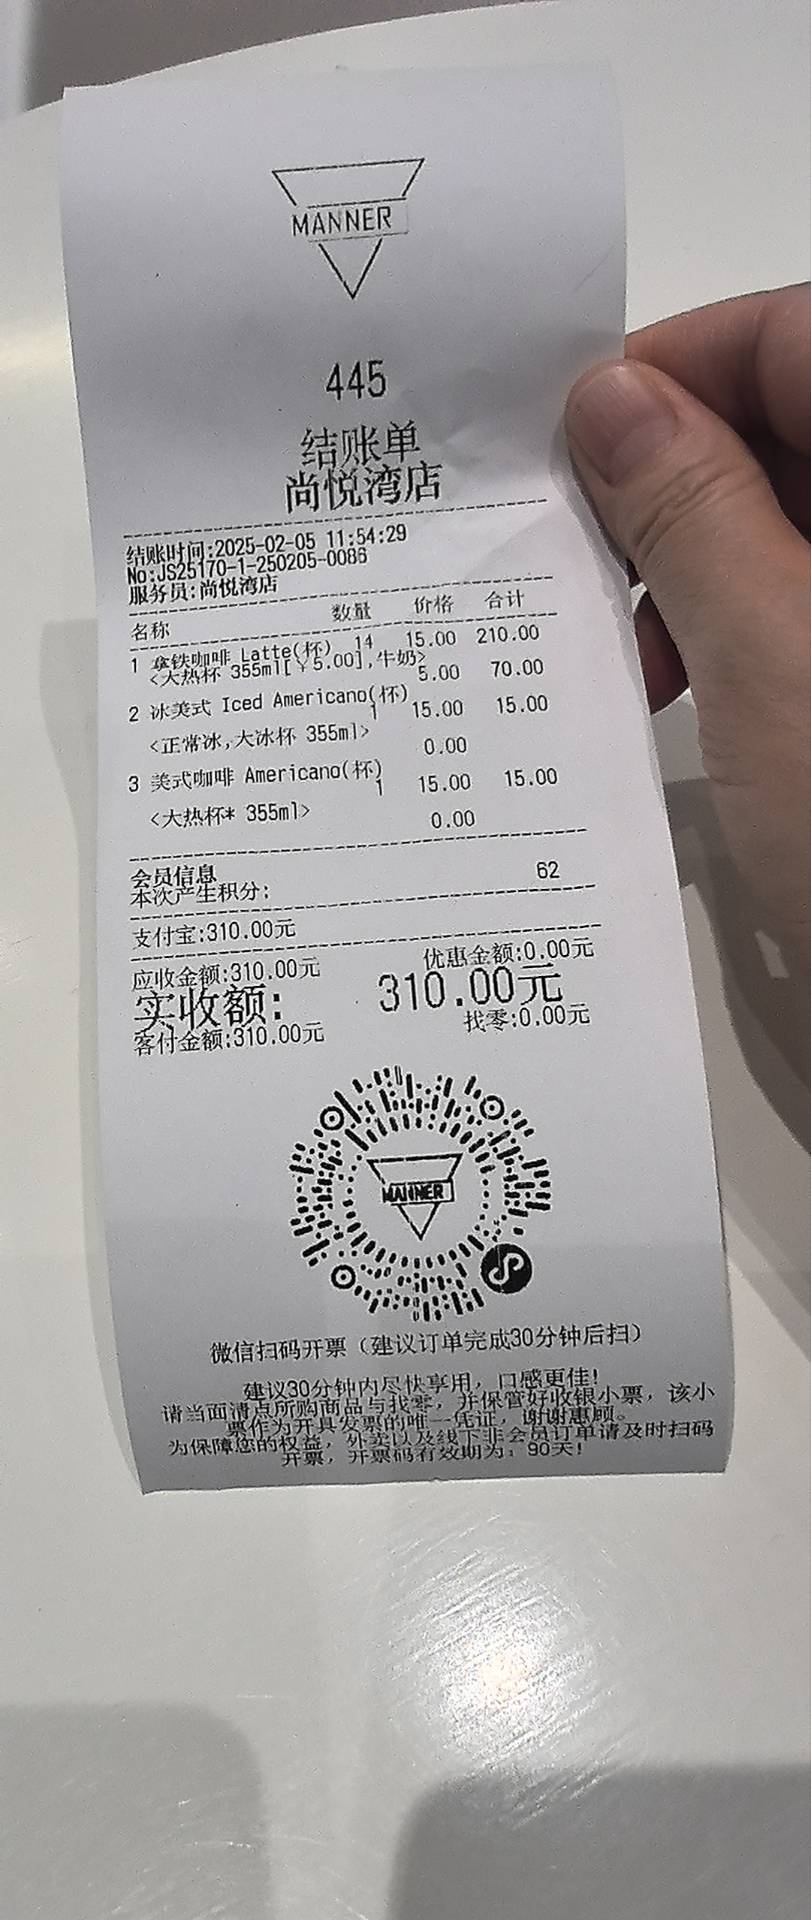 MANNER
445
结账单
尚悦湾店
结账时间:2025-02-05 11:54:29
No:JS25170-1-250205-0086
服务员:尚悦湾店
名称 数量 价格 合计
1 拿铁咖啡 Latte(杯) 14 15.00 210.00
<大热杯 355ml[￥5.00],牛奶> 5.00 70.00
2 冰美式 Iced Americano(杯)
1 15.00 15.00
<正常冰,大冰杯 355ml> 0.00
3 美式咖啡 Americano(杯)
1 15.00 15.00
<大热杯* 355ml> 0.00
会员信息
本次产生积分: 62
支付宝:310.00元
应收金额:310.00元 优惠金额:0.00元
实收额: 310.00元
客付金额:310.00元 找零:0.00元
MANNER
微信扫码开票（建议订单完成30分钟后扫）
建议30分钟内尽快享用，口感更佳!
请当面清点所购商品与找零，并保管好收银小票，该小
票作为开具发票的唯一凭证，谢谢惠顾。
为保障您的权益，外卖以及线下非会员订单请及时扫码
开票，开票码有效期为：90天!